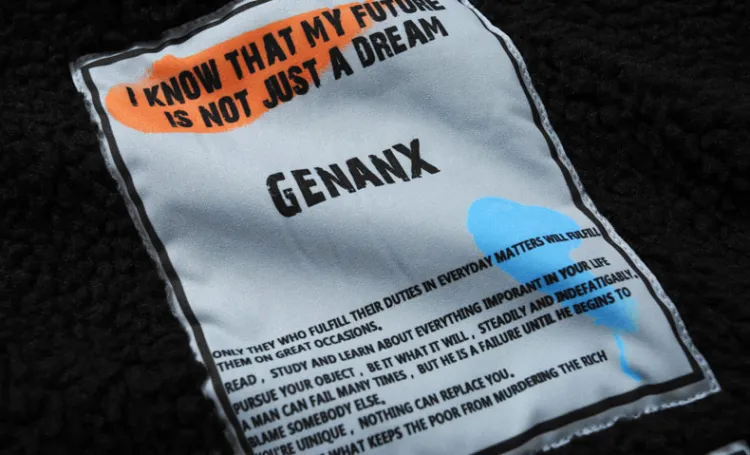 I KNOW THAT MY FUTURE
IS NOT JUST A DREAM
GENANX
ONLY THEY WHO FULFILL THEIR DUTIES IN EVERYDAY MATTERS WILL FULFILL
THEM ON GREAT OCCASIONS.
READ , STUDY AND LEARN ABOUT EVERYTHING IMPORANT IN YOUR LIFE
PURSUE YOUR OBJECT , BE IT WHAT IT WILL , STEADILY AND INDEFATIGABLY.
A MAN CAN FAIL MANY TIMES , BUT HE IS A FAILURE UNTIL HE BEGINS TO
BLAME SOMEBODY ELSE.
YOU'RE UINIQUE , NOTHING CAN REPLACE YOU.
WHAT KEEPS THE POOR FROM MURDERING THE RICH